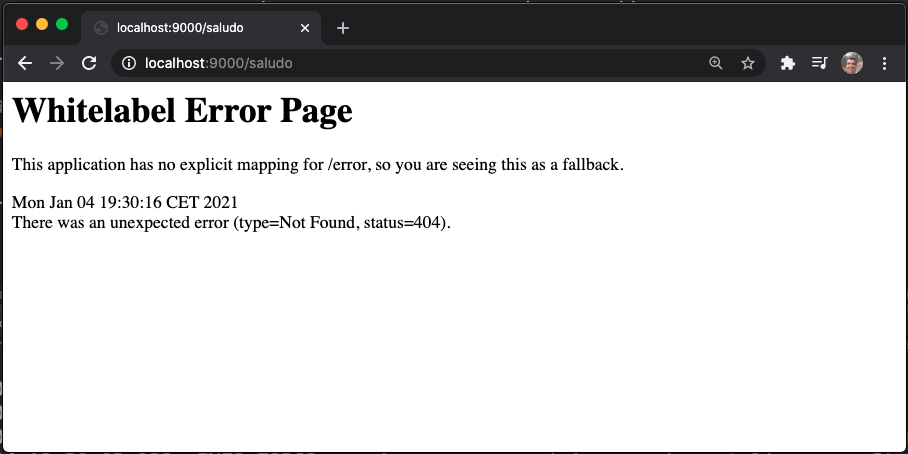 localhost:9000/saludo
localhost:9000/saludo
Whitelabel Error Page
This application has no explicit mapping for /error, so you are seeing this as a fallback.
Mon Jan 04 19:30:16 CET 2021
There was an unexpected error (type=Not Found, status=404).